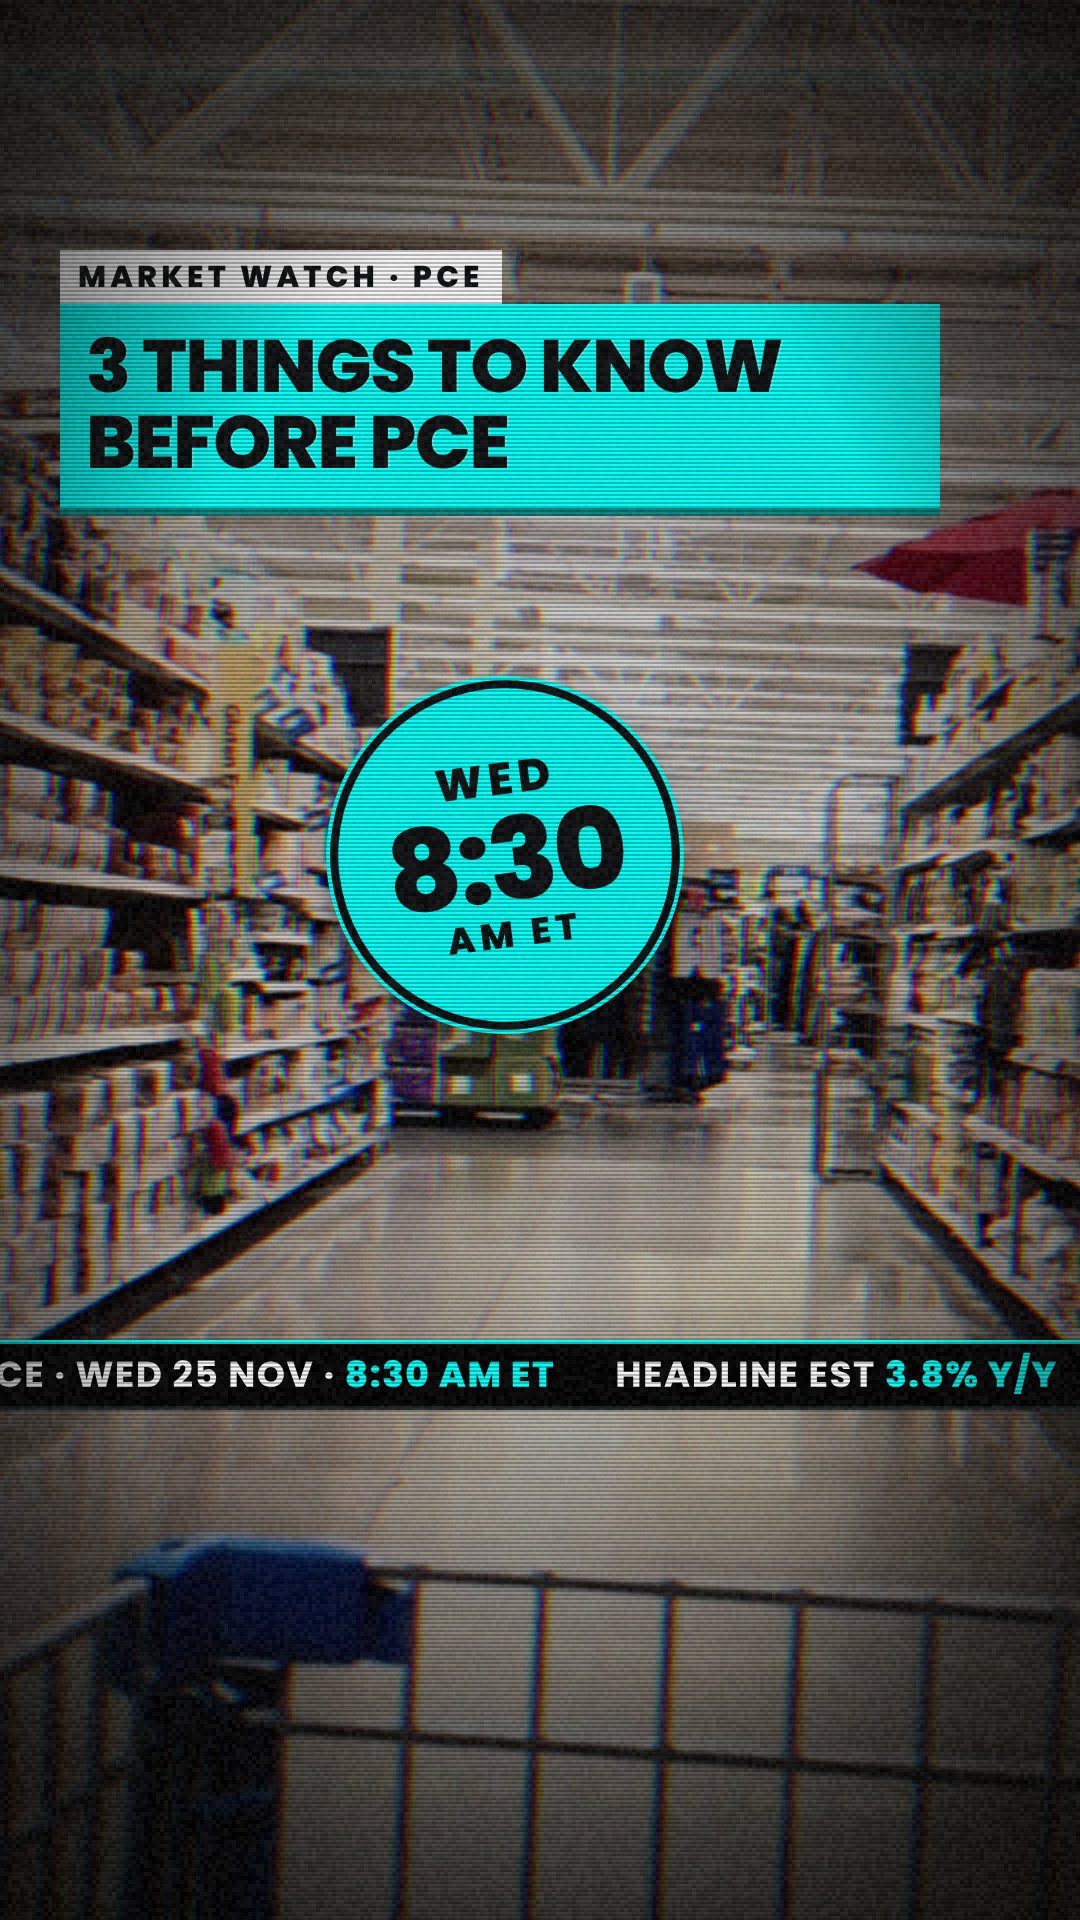 MARKET WATCH · PCE
3 THINGS TO KNOW
BEFORE PCE
WED
8:30
AM ET
CE · WED 25 NOV · 8:30 AM ET HEADLINE EST 3.8% Y/Y